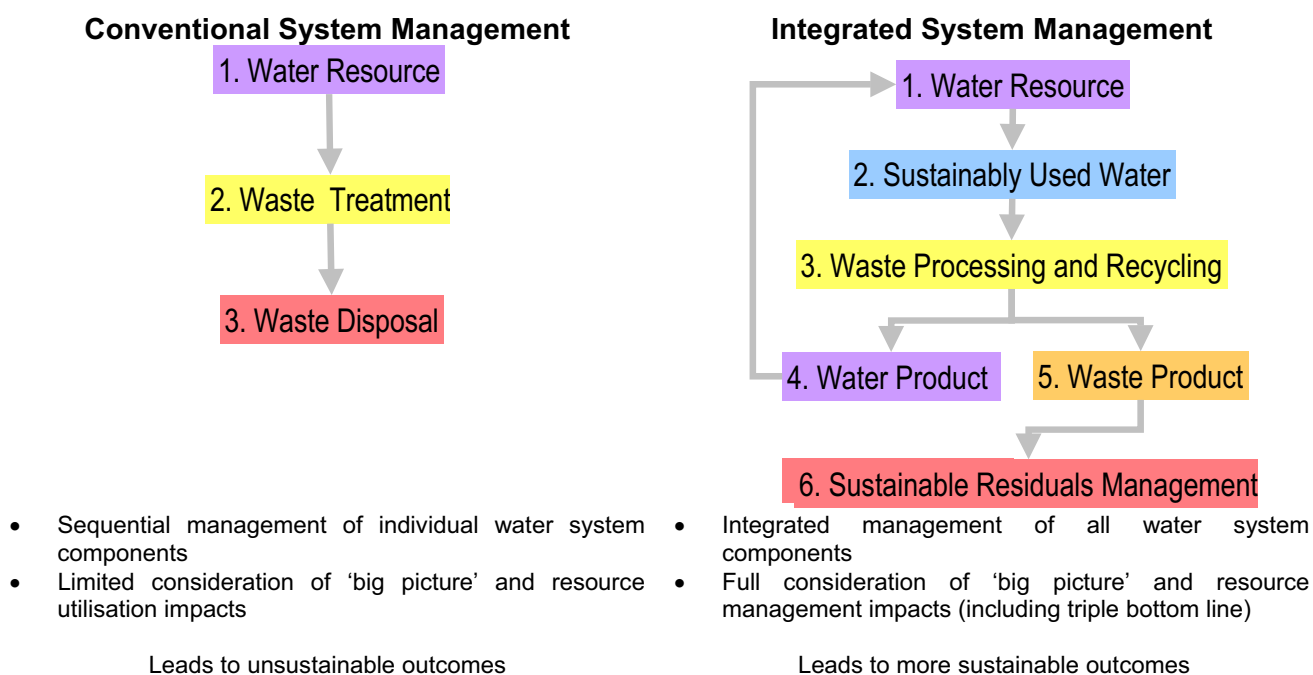 Conventional System Management
1. Water Resource
2. Waste  Treatment
3. Waste Disposal
• Sequential management of individual water system
components
• Limited consideration of ‘big picture’ and resource
utilisation impacts
Leads to unsustainable outcomes
Integrated System Management
1. Water Resource
2. Sustainably Used Water
3. Waste Processing and Recycling
4. Water Product
5. Waste Product
6. Sustainable Residuals Management
• Integrated management of all water system
components
• Full consideration of ‘big picture’ and resource
management impacts (including triple bottom line)
Leads to more sustainable outcomes